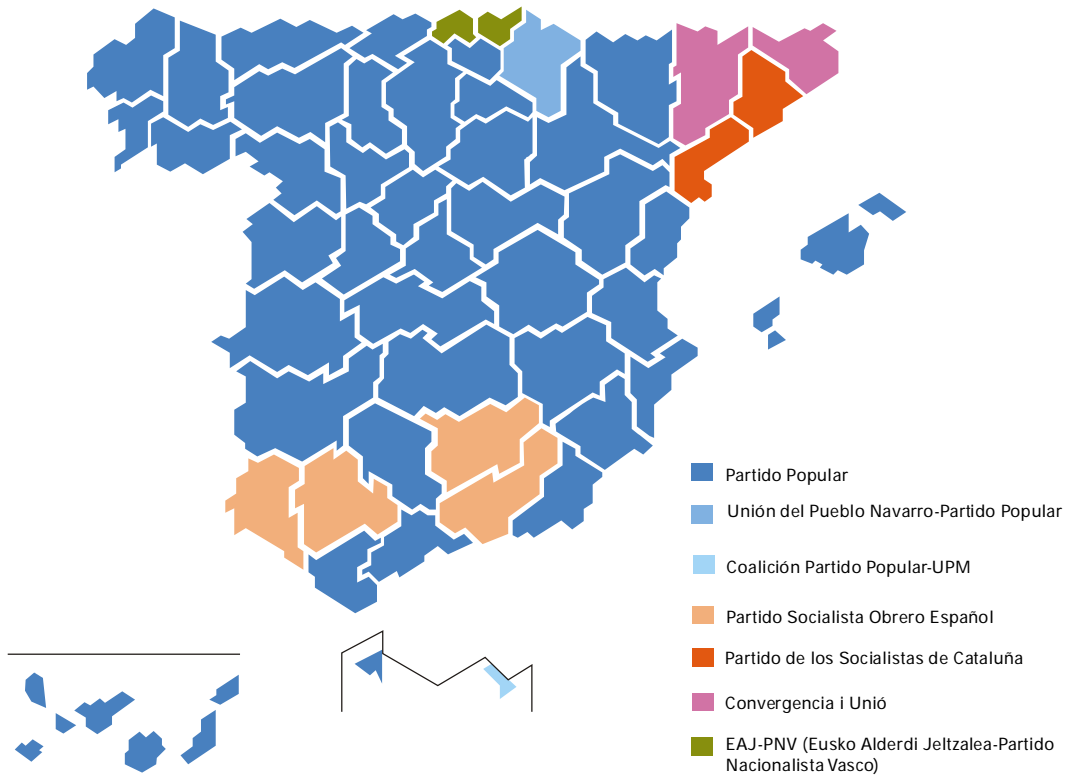 Partido Popular
Unión del Pueblo Navarro-Partido Popular
Coalición Partido Popular-UPM
Partido Socialista Obrero Español
Partido de los Socialistas de Cataluña
Convergencia i Unió
EAJ-PNV (Eusko Alderdi Jeltzalea-Partido
Nacionalista Vasco)